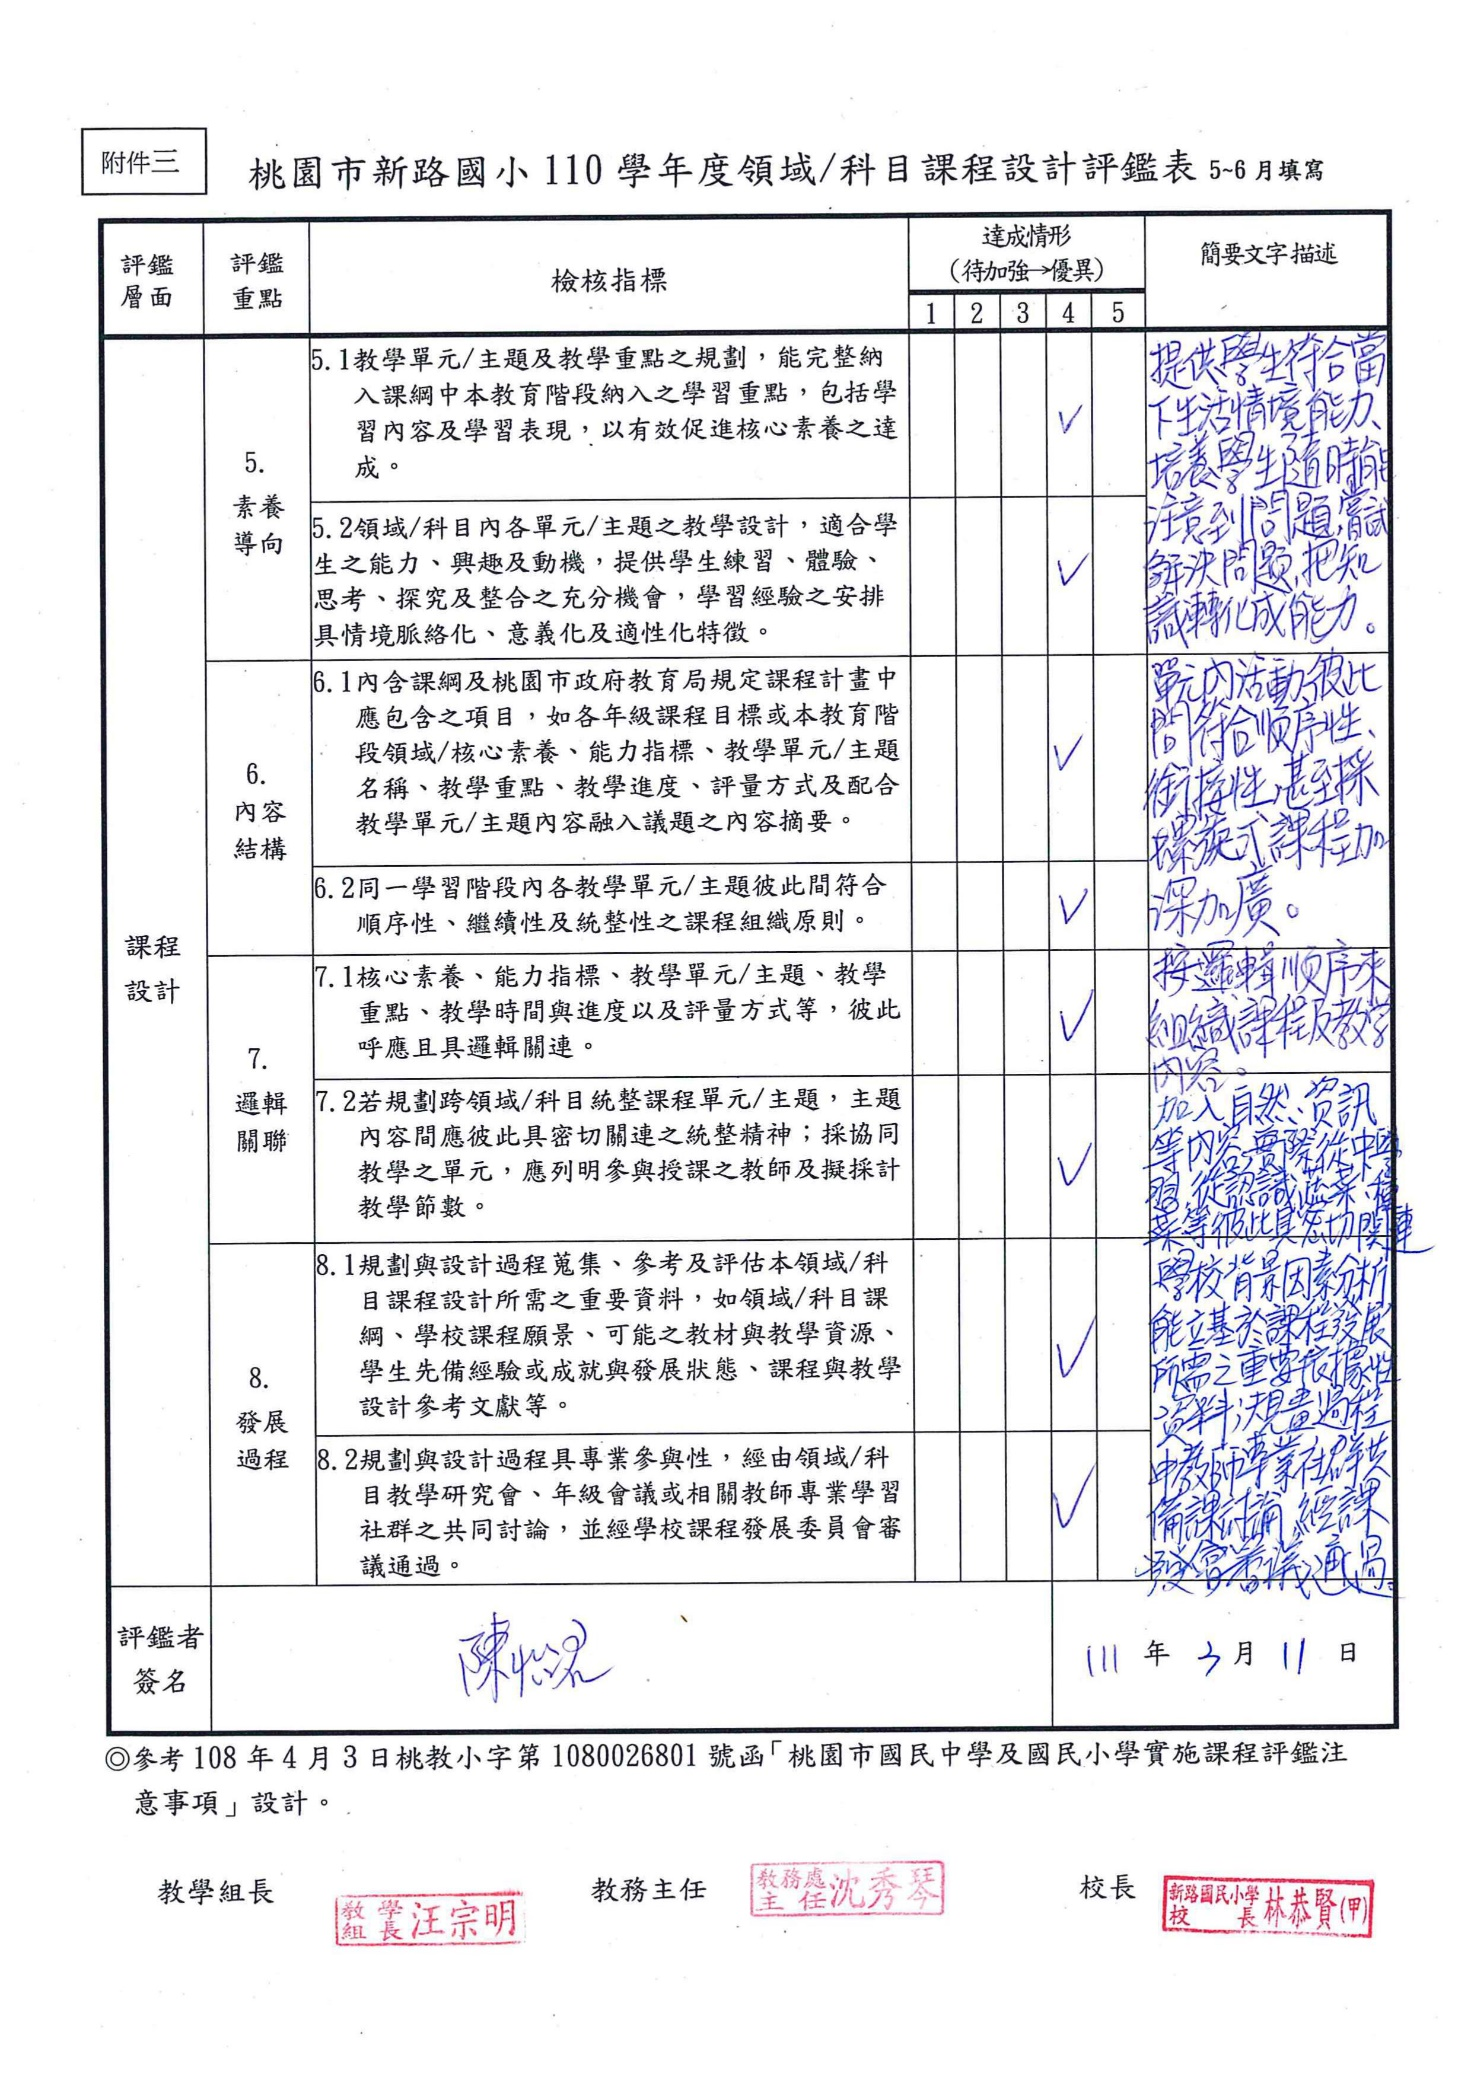 附件三
桃園市新路國小 110 學年度領域/科目課程設計評鑑表 5~6 月填寫
評鑑
層面
評鑑
重點
檢核指標
達成情形
（待加強→優異）
1 2 3 4 5
簡要文字描述
課程
設計
5.
素養
導向
5.1教學單元/主題及教學重點之規劃，能完整納
入課綱中本教育階段納入之學習重點，包括學
習內容及學習表現，以有效促進核心素養之達
成。
✓
5.2領域/科目內各單元/主題之教學設計，適合學
生之能力、興趣及動機，提供學生練習、體驗、
思考、探究及整合之充分機會，學習經驗之安排
具情境脈絡化、意義化及適性化特徵。
✓
提供學生符合當
下生活情境能力、
培養學生隨時能
注意到問題,嘗試
解決問題,把知
識轉化成能力。
6.
內容
結構
6.1內含課綱及桃園市政府教育局規定課程計畫中
應包含之項目，如各年級課程目標或本教育階
段領域/核心素養、能力指標、教學單元/主題
名稱、教學重點、教學進度、評量方式及配合
教學單元/主題內容融入議題之內容摘要。
✓
6.2同一學習階段內各教學單元/主題彼此間符合
順序性、繼續性及統整性之課程組織原則。
✓
單元內活動彼此
間符合順序性、
銜接性,甚至採
螺旋式課程加
深加廣。
7.
邏輯
關聯
7.1核心素養、能力指標、教學單元/主題、教學
重點、教學時間與進度以及評量方式等，彼此
呼應且具邏輯關連。
✓
按邏輯順序來
組織課程及教學
內容。
7.2若規劃跨領域/科目統整課程單元/主題，主題
內容間應彼此具密切關連之統整精神；採協同
教學之單元，應列明參與授課之教師及擬採計
教學節數。
✓
加入自然、資訊
等內容,實際從中學
習,從認識蔬菜、種
菜等彼此具密切關連
8.
發展
過程
8.1規劃與設計過程蒐集、參考及評估本領域/科
目課程設計所需之重要資料，如領域/科目課
綱、學校課程願景、可能之教材與教學資源、
學生先備經驗或成就與發展狀態、課程與教學
設計參考文獻等。
✓
8.2規劃與設計過程具專業參與性，經由領域/科
目教學研究會、年級會議或相關教師專業學習
社群之共同討論，並經學校課程發展委員會審
議通過。
✓
學校背景因素分析
能立基於課程發展
所需之重要依據性
資料;規畫過程
中教師專業社群共
備課討論,經課
發會審議通過。
評鑑者
簽名
陳怡君
111 年 3 月 11 日
◎參考 108 年 4 月 3 日桃教小字第 1080026801 號函「桃園市國民中學及國民小學實施課程評鑑注
意事項」設計。
教學組長
教學組長 汪宗明
教務主任
教務處主任 沈秀琴
校長
新路國民小學校長 林恭賢(甲)